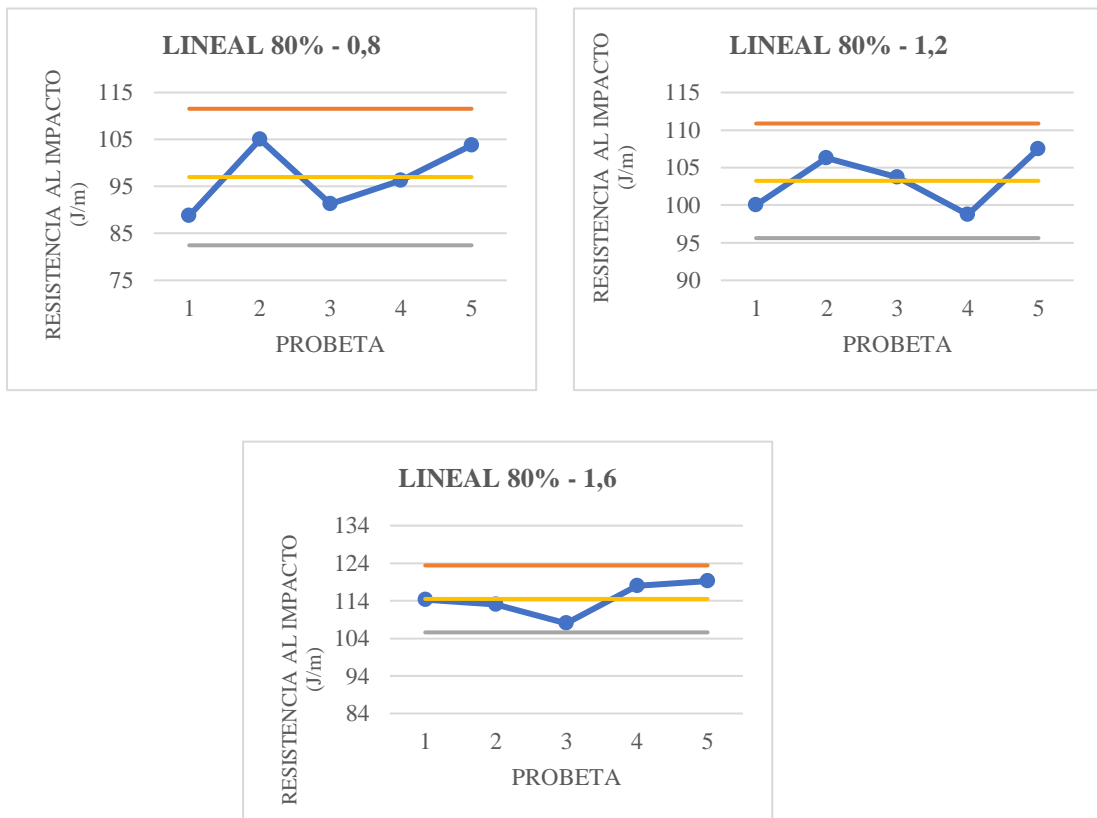 LINEAL 80% - 0,8
RESISTENCIA AL IMPACTO
(J/m)
115
105
95
85
75
1 2 3 4 5
PROBETA
LINEAL 80% - 1,2
RESISTENCIA AL IMPACTO
(J/m)
115
110
105
100
95
90
1 2 3 4 5
PROBETA
LINEAL 80% - 1,6
RESISTENCIA AL IMPACTO
(J/m)
134
124
114
104
94
84
1 2 3 4 5
PROBETA